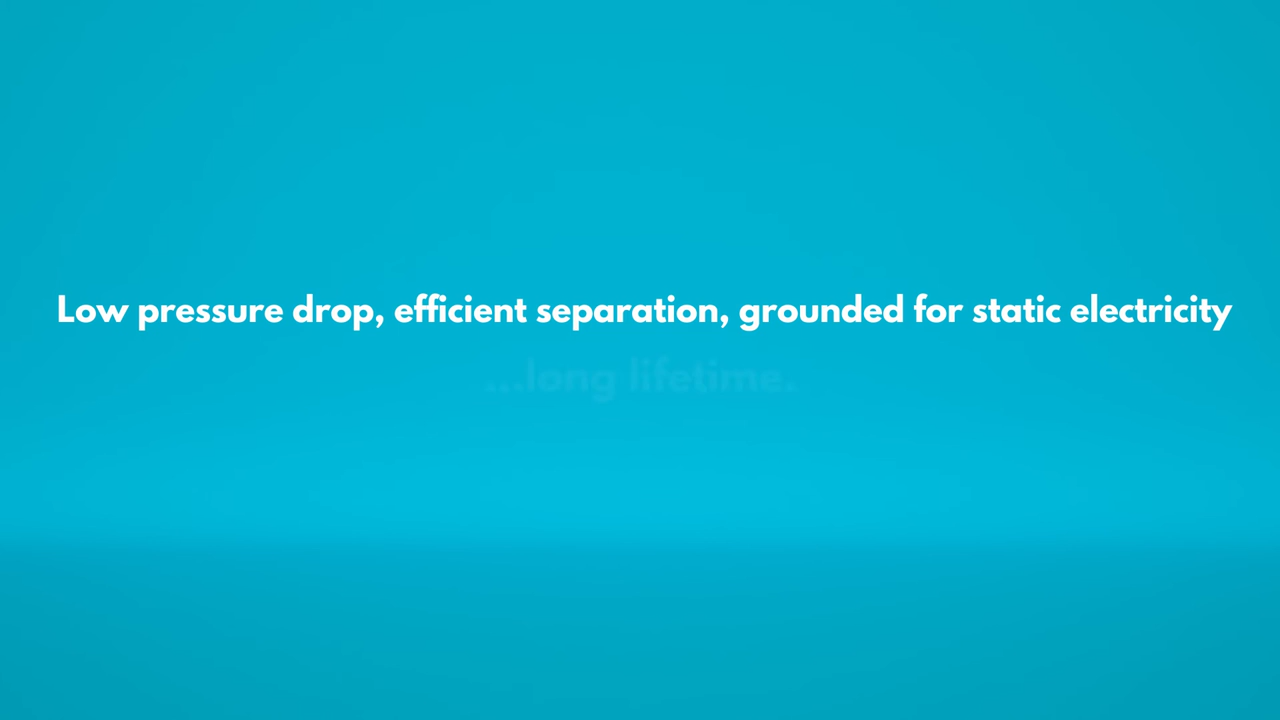 Low pressure drop, efficient separation, grounded for static electricity
...long lifetime.